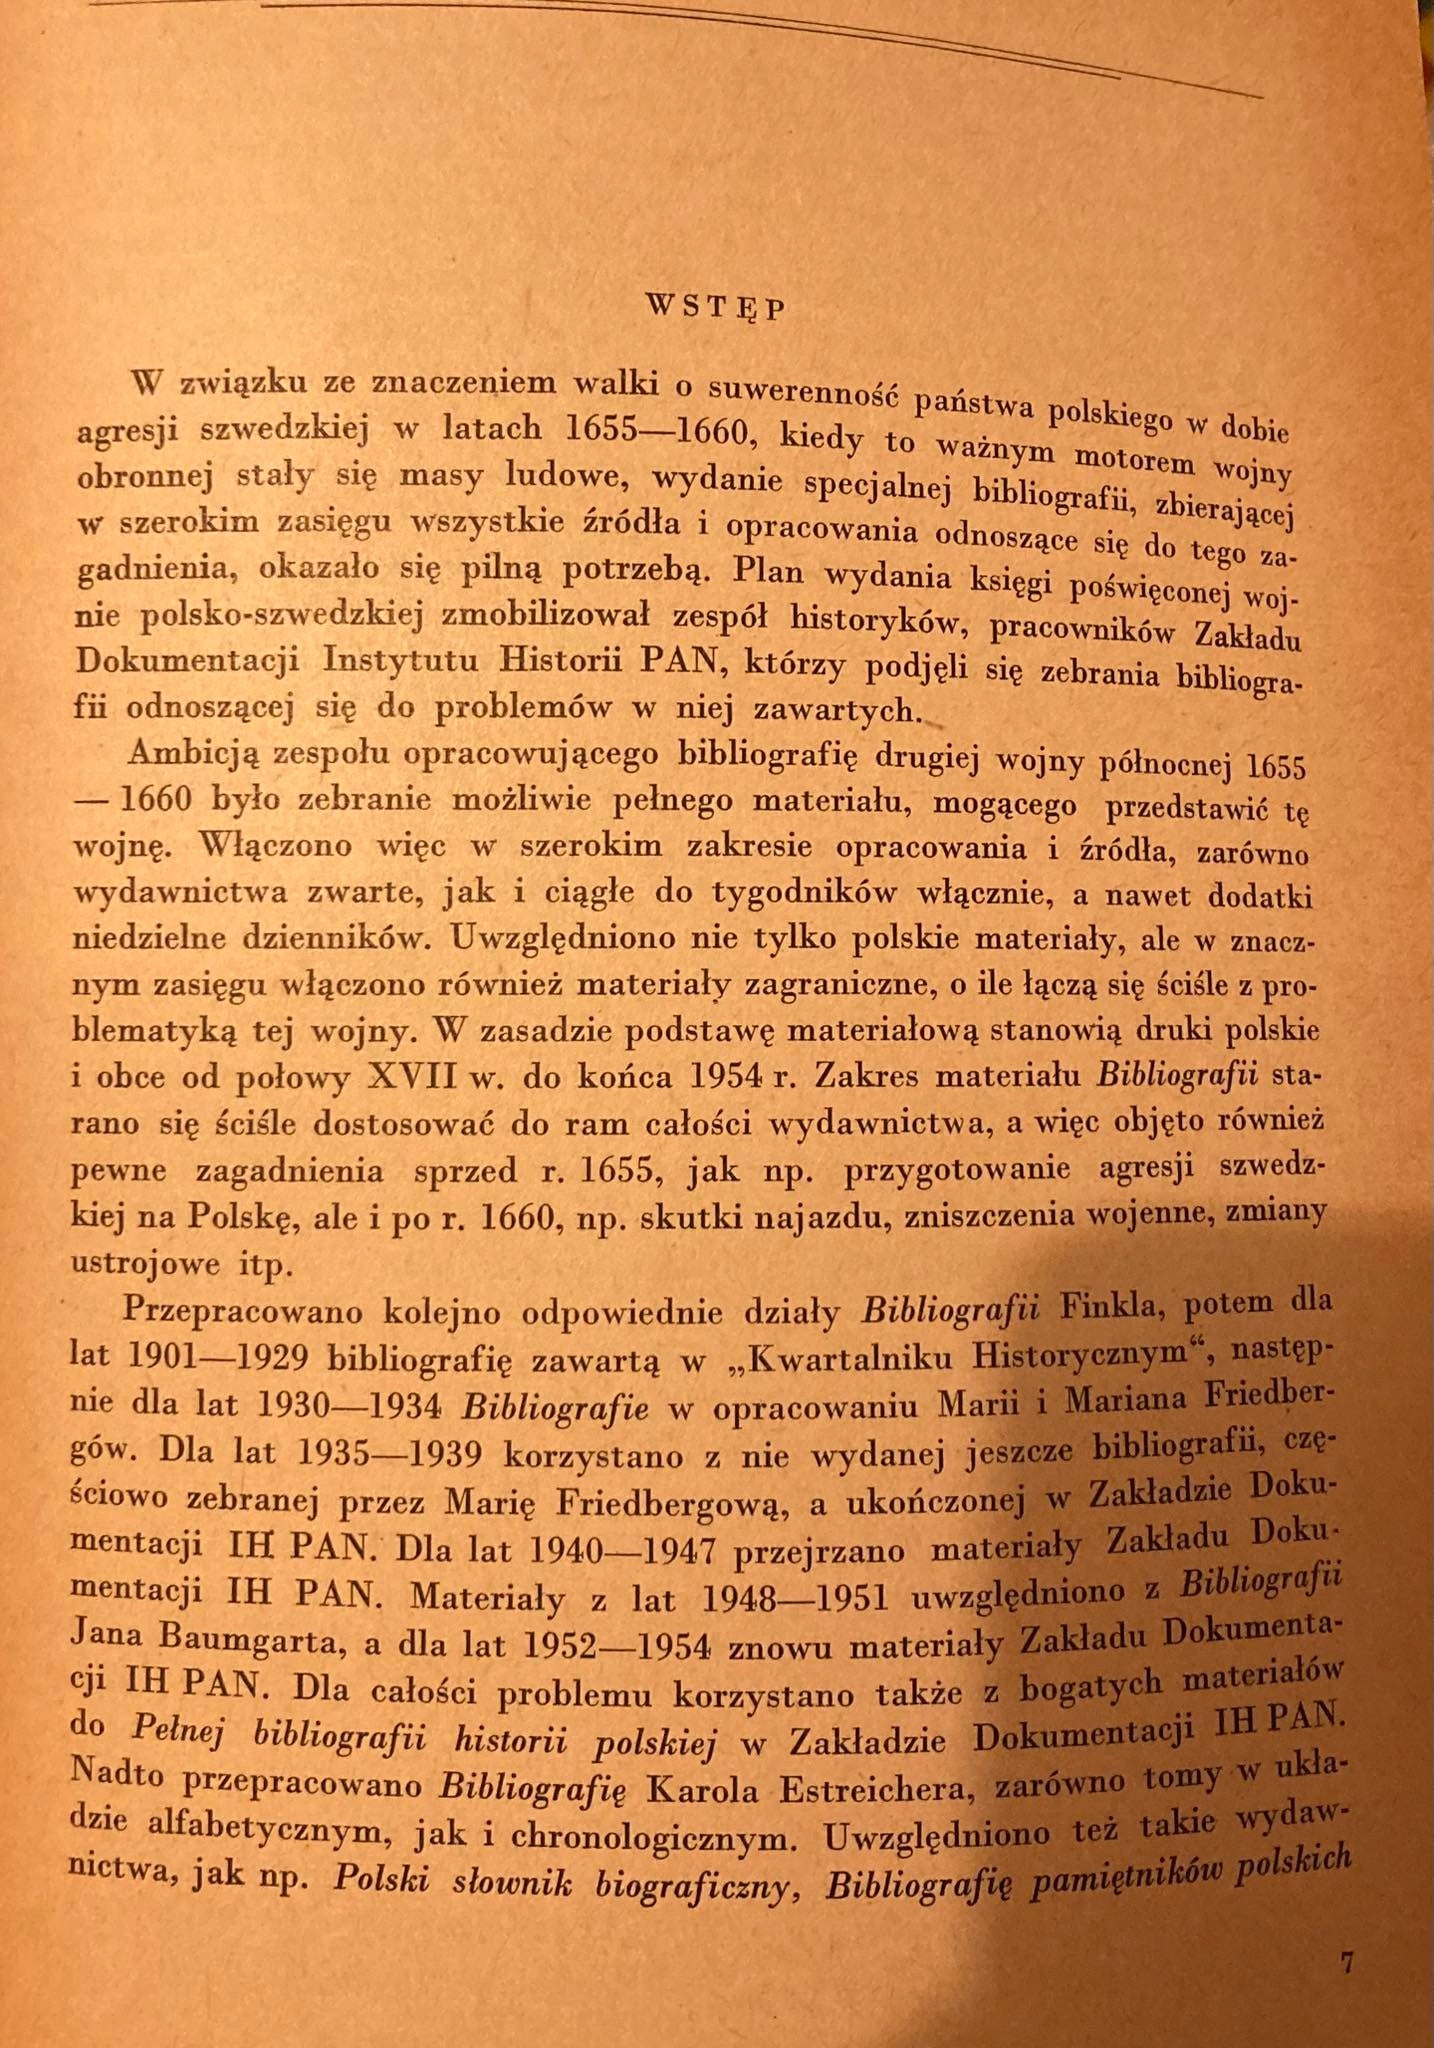 WSTĘP
W związku ze znaczeniem walki o suwerenność państwa polskiego w dobie
agresji szwedzkiej w latach 1655—1660, kiedy to ważnym motorem wojny
obronnej stały się masy ludowe, wydanie specjalnej bibliografii, zbierającej
w szerokim zasięgu wszystkie źródła i opracowania odnoszące się do tego za-
gadnienia, okazało się pilną potrzebą. Plan wydania księgi poświęconej woj-
nie polsko-szwedzkiej zmobilizował zespół historyków, pracowników Zakładu
Dokumentacji Instytutu Historii PAN, którzy podjęli się zebrania bibliogra-
fii odnoszącej się do problemów w niej zawartych.
Ambicją zespołu opracowującego bibliografię drugiej wojny północnej 1655
— 1660 było zebranie możliwie pełnego materiału, mogącego przedstawić tę
wojnę. Włączono więc w szerokim zakresie opracowania i źródła, zarówno
wydawnictwa zwarte, jak i ciągłe do tygodników włącznie, a nawet dodatki
niedzielne dzienników. Uwzględniono nie tylko polskie materiały, ale w znacz-
nym zasięgu włączono również materiały zagraniczne, o ile łączą się ściśle z pro-
blematyką tej wojny. W zasadzie podstawę materiałową stanowią druki polskie
i obce od połowy XVII w. do końca 1954 r. Zakres materiału Bibliografii sta-
rano się ściśle dostosować do ram całości wydawnictwa, a więc objęto również
pewne zagadnienia sprzed r. 1655, jak np. przygotowanie agresji szwedz-
kiej na Polskę, ale i po r. 1660, np. skutki najazdu, zniszczenia wojenne, zmiany
ustrojowe itp.
Przepracowano kolejno odpowiednie działy Bibliografii Finkla, potem dla
lat 1901—1929 bibliografię zawartą w „Kwartalniku Historycznym“, następ-
nie dla lat 1930—1934 Bibliografie w opracowaniu Marii i Mariana Friedber-
gów. Dla lat 1935—1939 korzystano z nie wydanej jeszcze bibliografii, czę-
ściowo zebranej przez Marię Friedbergową, a ukończonej w Zakładzie Doku-
mentacji IH PAN. Dla lat 1940—1947 przejrzano materiały Zakładu Doku-
mentacji IH PAN. Materiały z lat 1948—1951 uwzględniono z Bibliografii
Jana Baumgarta, a dla lat 1952—1954 znowu materiały Zakładu Dokumenta-
cji IH PAN. Dla całości problemu korzystano także z bogatych materiałów
do Pełnej bibliografii historii polskiej w Zakładzie Dokumentacji IH PAN.
Nadto przepracowano Bibliografię Karola Estreichera, zarówno tomy w ukła-
dzie alfabetycznym, jak i chronologicznym. Uwzględniono też takie wydaw-
nictwa, jak np. Polski słownik biograficzny, Bibliografię pamiętników polskich
7